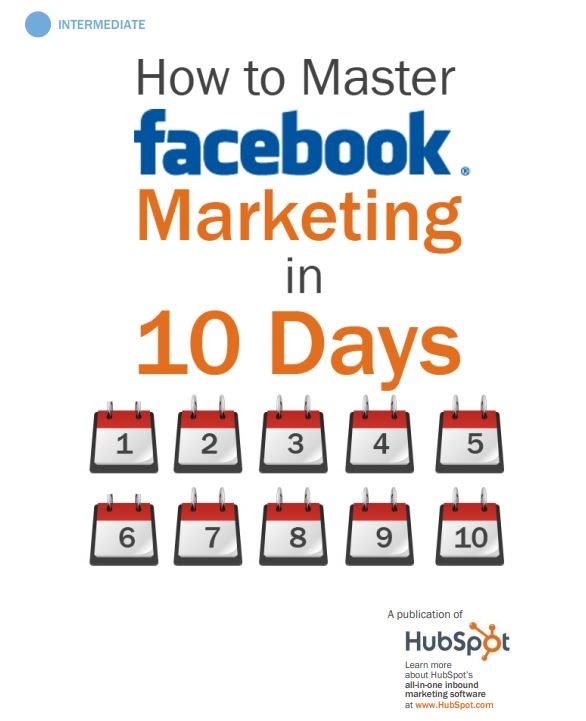 INTERMEDIATE
How to Master
facebook®
Marketing
in
10 Days
1 2 3 4 5
6 7 8 9 10
A publication of
HubSpot
Learn more
about HubSpot's
all-in-one inbound
marketing software
at www.HubSpot.com